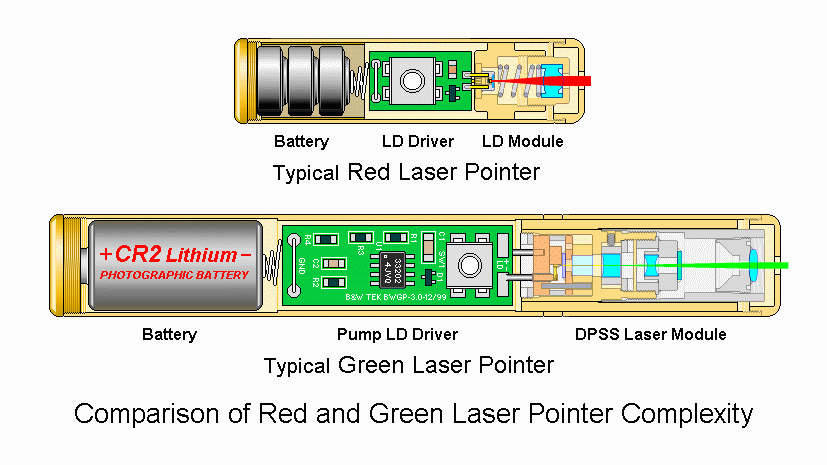 Battery LD Driver LD Module
Typical Red Laser Pointer
+CR2 Lithium–
PHOTOGRAPHIC BATTERY
R4
GND
C2
R2
R3
U1
R1
33202
4JVQ
C1
SW1
D1
+
LD
-
B&W TEK BWGP-3.0-12/99
Battery Pump LD Driver DPSS Laser Module
Typical Green Laser Pointer
Comparison of Red and Green Laser Pointer Complexity